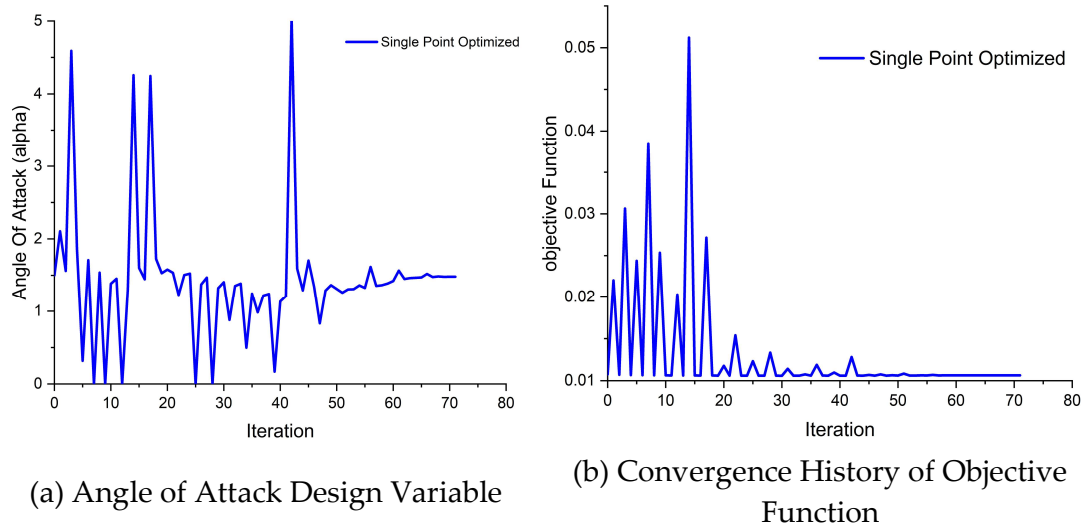 5
4
3
2
1
0
Angle Of Attack (alpha)
Single Point Optimized
0 10 20 30 40 50 60 70 80
Iteration
(a) Angle of Attack Design Variable
0.05
0.04
0.03
0.02
0.01
objective Function
Single Point Optimized
0 10 20 30 40 50 60 70 80
Iteration
(b) Convergence History of Objective
Function